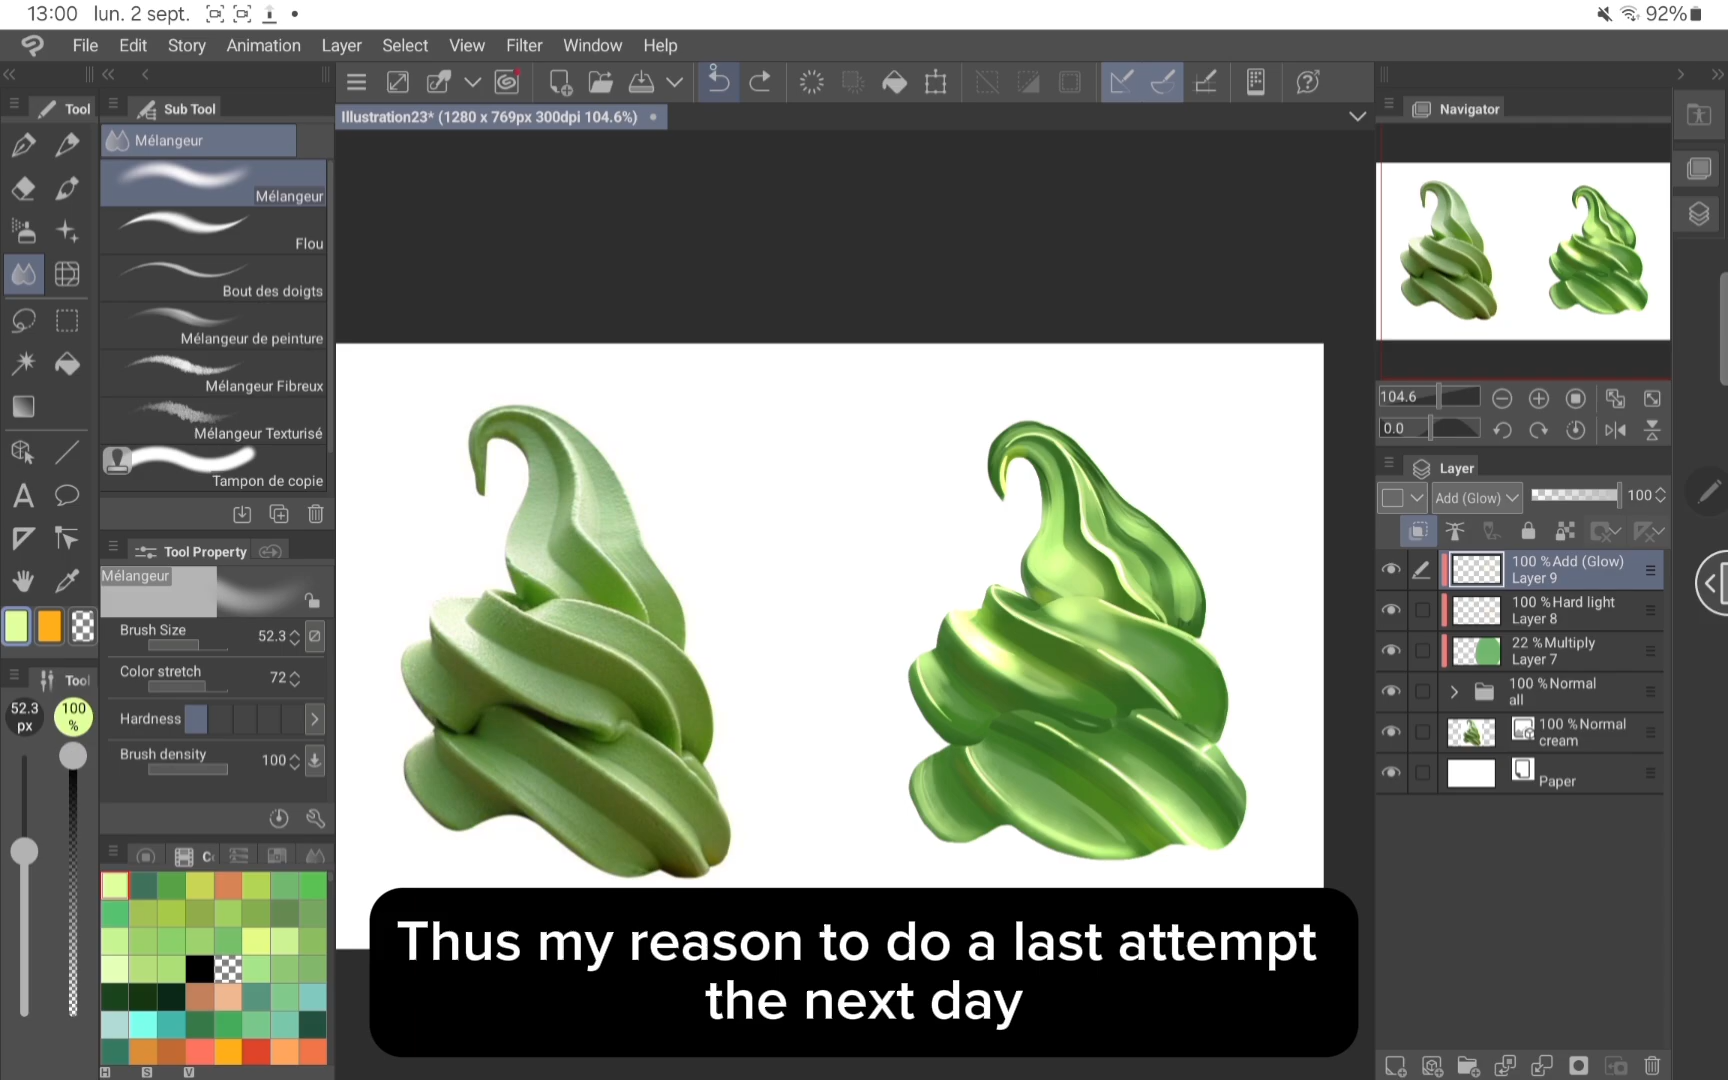 13:00 lun. 2 sept.
92%
File Edit Story Animation Layer Select View Filter Window Help
Tool
Sub Tool
Mélangeur
Mélangeur
Flou
Bout des doigts
Mélangeur de peinture
Mélangeur Fibreux
Mélangeur Texturisé
Tampon de copie
Tool Property
Mélangeur
Brush Size 52.3
Color stretch 72
Hardness
Brush density 100
Tool
52.3
px
100
%
H S V
Illustration23* (1280 x 769px 300dpi 104.6%)
Navigator
104.6
0.0
Layer
Add (Glow) 100
100 %Add (Glow)
Layer 9
100 %Hard light
Layer 8
22 %Multiply
Layer 7
100 %Normal
all
100 %Normal
cream
Paper
Thus my reason to do a last attempt
the next day